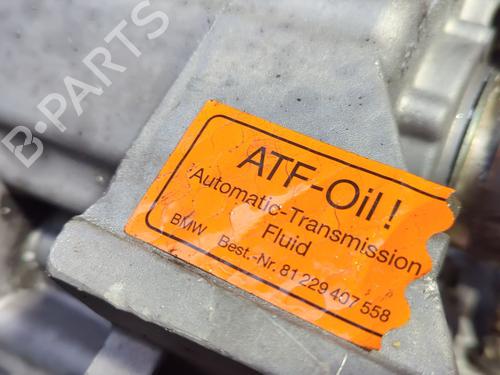 ATF-Oil!
Automatic-Transmission
Fluid
BMW Best.-Nr. 81 229 407 558
B-PARTS